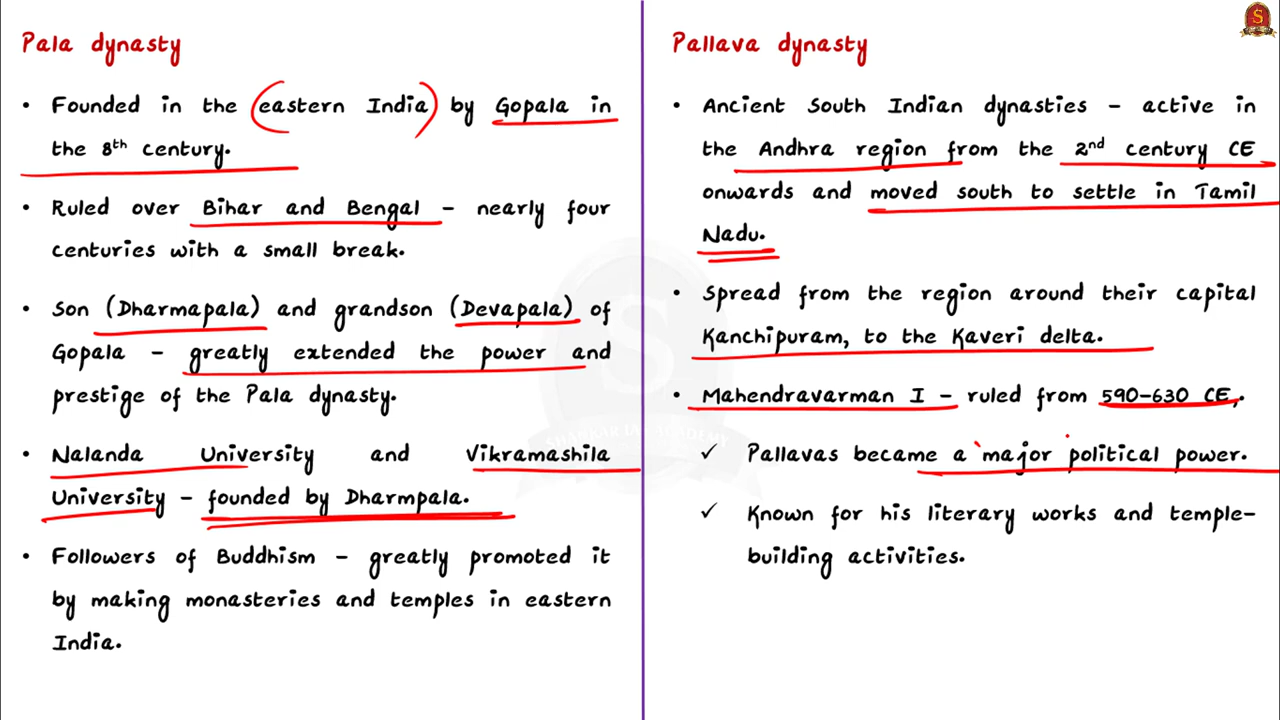 Pala dynasty
• Founded in the (eastern India) by Gopala in
the 8th century.
• Ruled over Bihar and Bengal – nearly four
centuries with a small break.
• Son (Dharmapala) and grandson (Devapala) of
Gopala – greatly extended the power and
prestige of the Pala dynasty.
• Nalanda University and Vikramashila
University – founded by Dharmpala.
• Followers of Buddhism – greatly promoted it
by making monasteries and temples in eastern
India.
Pallava dynasty
• Ancient South Indian dynasties – active in
the Andhra region from the 2nd century CE
onwards and moved south to settle in Tamil
Nadu.
• Spread from the region around their capital
Kanchipuram, to the Kaveri delta.
• Mahendravarman I – ruled from 590-630 CE,
✓ Pallavas became a major political power.
✓ Known for his literary works and temple-
building activities.
S